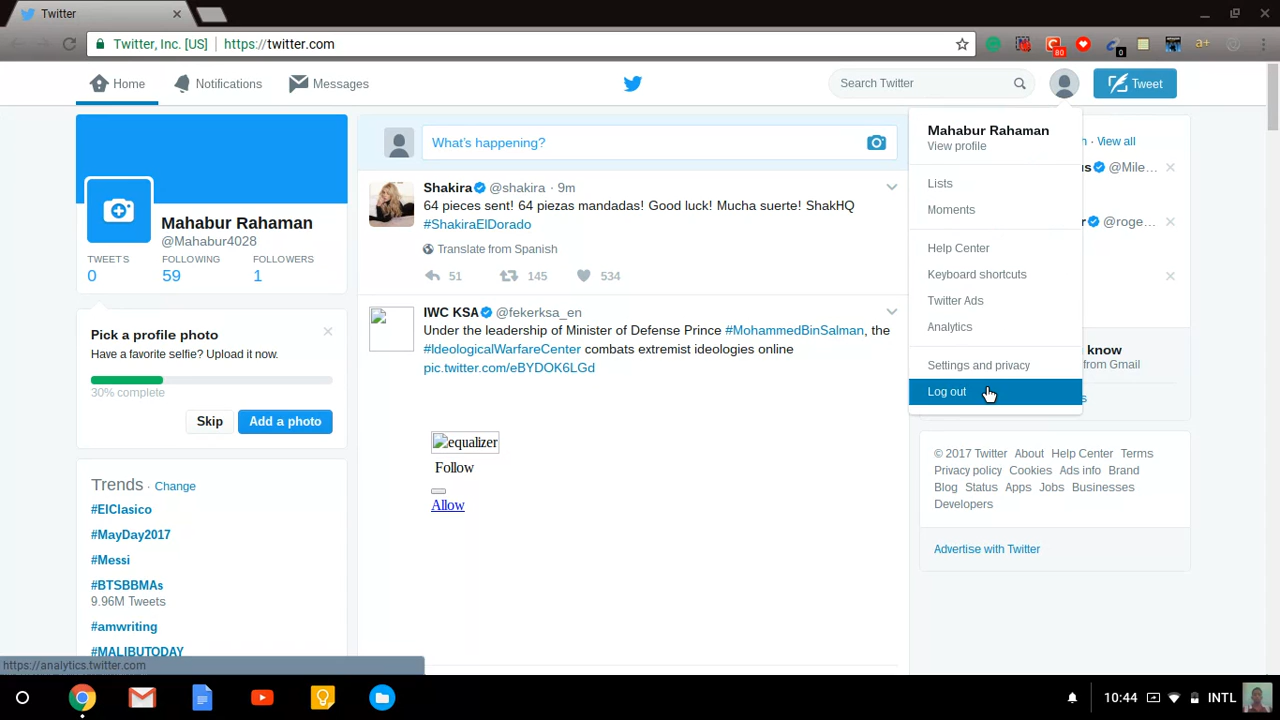 Twitter
Twitter, Inc. [US] https://twitter.com
80
0
a+
Home Notifications Messages
Search Twitter
Tweet
Mahabur Rahaman
@Mahabur4028
TWEETS FOLLOWING FOLLOWERS
0 59 1
Pick a profile photo
Have a favorite selfie? Upload it now.
30% complete
Skip Add a photo
Trends · Change
#ElClasico
#MayDay2017
#Messi
#BTSBBMAs
9.96M Tweets
#amwriting
#MALIBUTODAY
https://analytics.twitter.com
What's happening?
Shakira @shakira · 9m
64 pieces sent! 64 piezas mandadas! Good luck! Mucha suerte! ShakHQ
#ShakiraElDorado
Translate from Spanish
51 145 534
IWC KSA @fekerksa_en
Under the leadership of Minister of Defense Prince #MohammedBinSalman, the
#IdeologicalWarfareCenter combats extremist ideologies online
pic.twitter.com/eBYDOK6LGd
equalizer
Follow
Allow
Mahabur Rahaman
View profile
Lists
Moments
Help Center
Keyboard shortcuts
Twitter Ads
Analytics
Settings and privacy
Log out
· View all
@Mile...
@roge...
know
from Gmail
© 2017 Twitter About Help Center Terms
Privacy policy Cookies Ads info Brand
Blog Status Apps Jobs Businesses
Developers
Advertise with Twitter
10:44 INTL